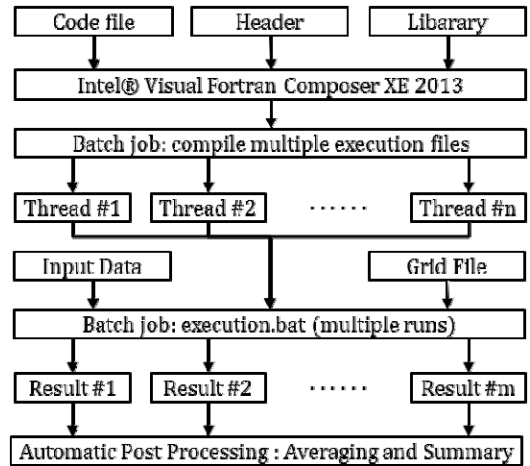 Code file
Header
Libarary
Intel® Visual Fortran Composer XE 2013
Batch job: compile multiple execution files
Thread #1
Thread #2
······
Thread #n
Input Data
Grid File
Batch job: execution.bat (multiple runs)
Result #1
Result #2
······
Result #m
Automatic Post Processing : Averaging and Summary